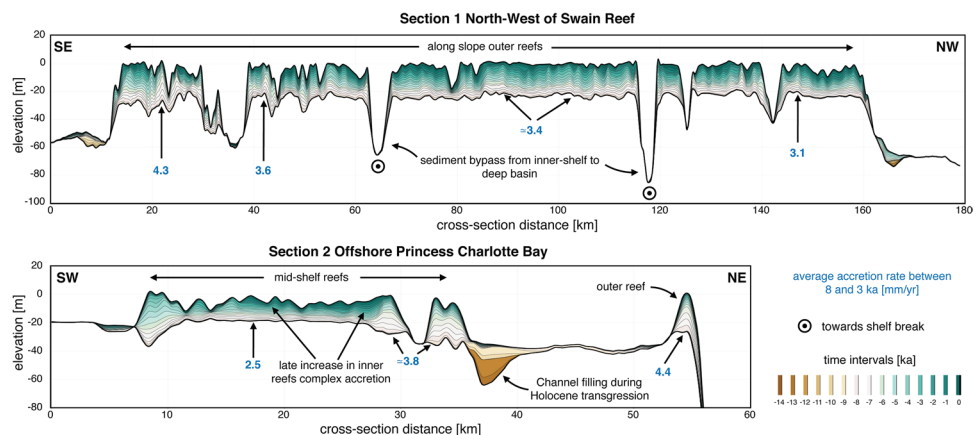 Section 1 North-West of Swain Reef
20
SE
along slope outer reefs
NW
0
-20
-40
-60
-80
-100
elevation [m]
4.3
3.6
≈3.4
3.1
sediment bypass from inner-shelf to
deep basin
0 20 40 60 80 100 120 140 160 180
cross-section distance [km]
Section 2 Offshore Princess Charlotte Bay
20
SW
mid-shelf reefs
NE
0
-20
-40
-60
-80
elevation [m]
outer reef
2.5
late increase in inner
reefs complex accretion
≈3.8
Channel filling during
Holocene transgression
4.4
0 10 20 30 40 50 60
cross-section distance [km]
average accretion rate between
8 and 3 ka [mm/yr]
towards shelf break
time intervals [ka]
-14 -13 -12 -11 -10 -9 -8 -7 -6 -5 -4 -3 -2 -1 0